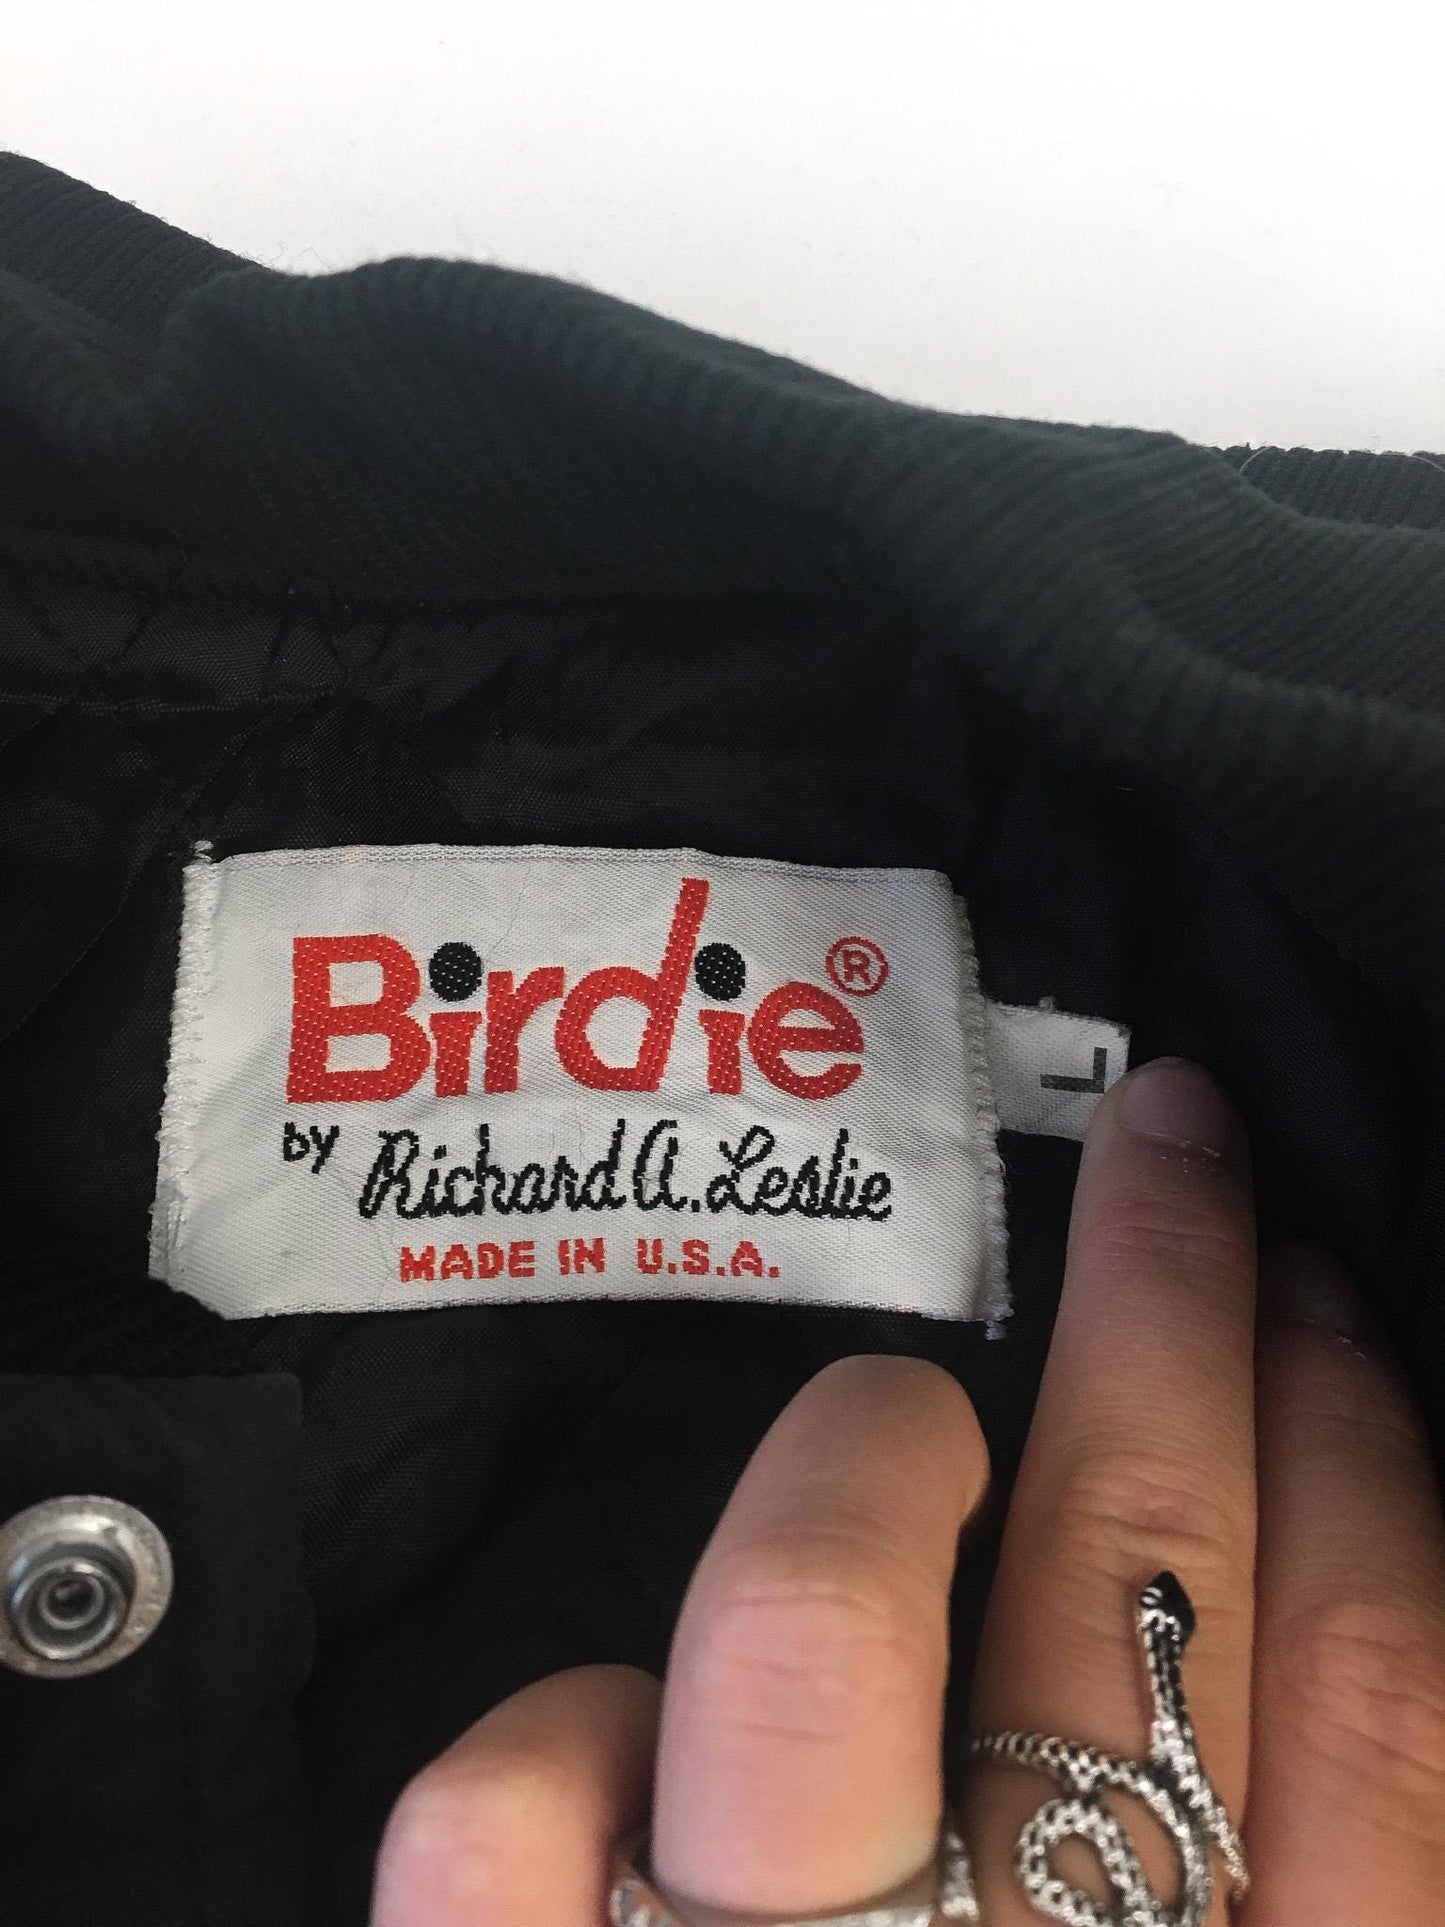 Birdie®
by Richard A. Leslie
MADE IN U.S.A.
L